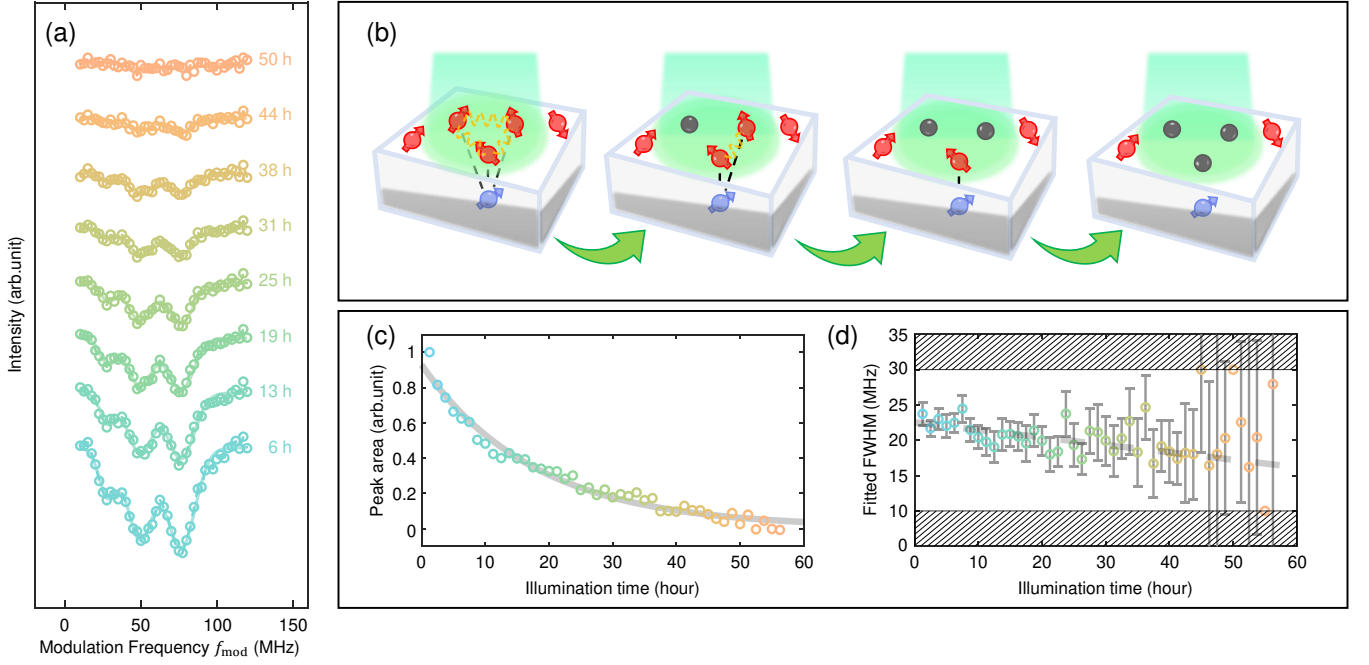 (a)
50 h
44 h
38 h
31 h
25 h
19 h
13 h
6 h
Intensity (arb.unit)
0 50 100 150
Modulation Frequency f_mod (MHz)
(b)
(c)
1
0.8
0.6
0.4
0.2
0
Peak area (arb.unit)
0 10 20 30 40 50 60
Illumination time (hour)
(d)
35
30
25
20
15
10
5
0
Fitted FWHM (MHz)
0 10 20 30 40 50 60
Illumination time (hour)